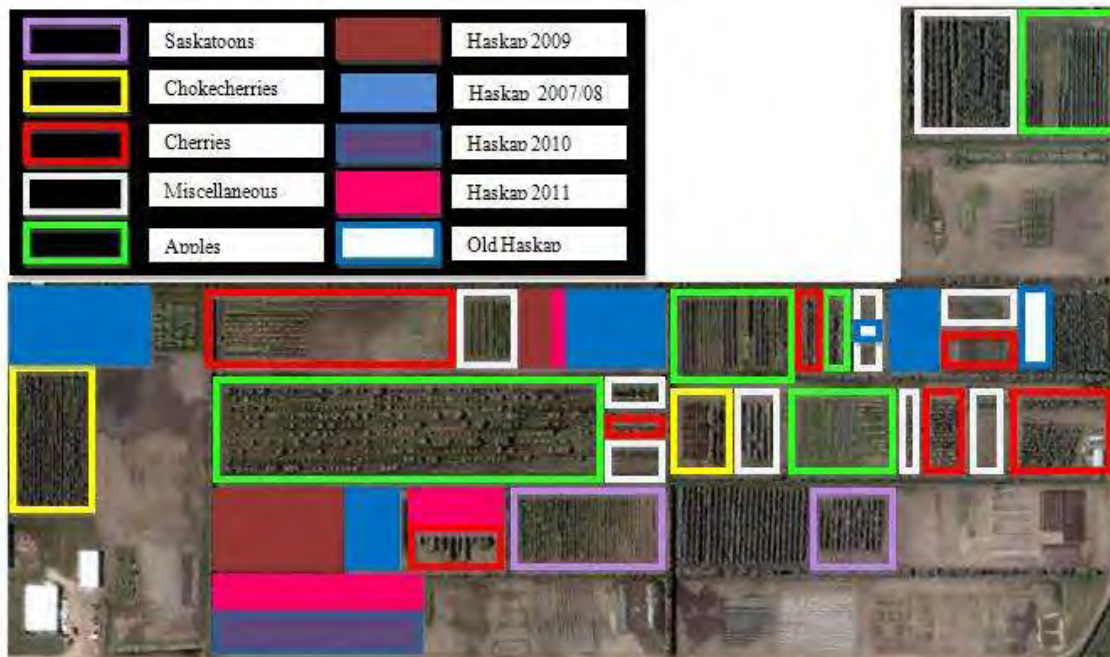 Saskatoons
Haskap 2009
Chokecherries
Haskap 2007/08
Cherries
Haskap 2010
Miscellaneous
Haskap 2011
Apples
Old Haskap